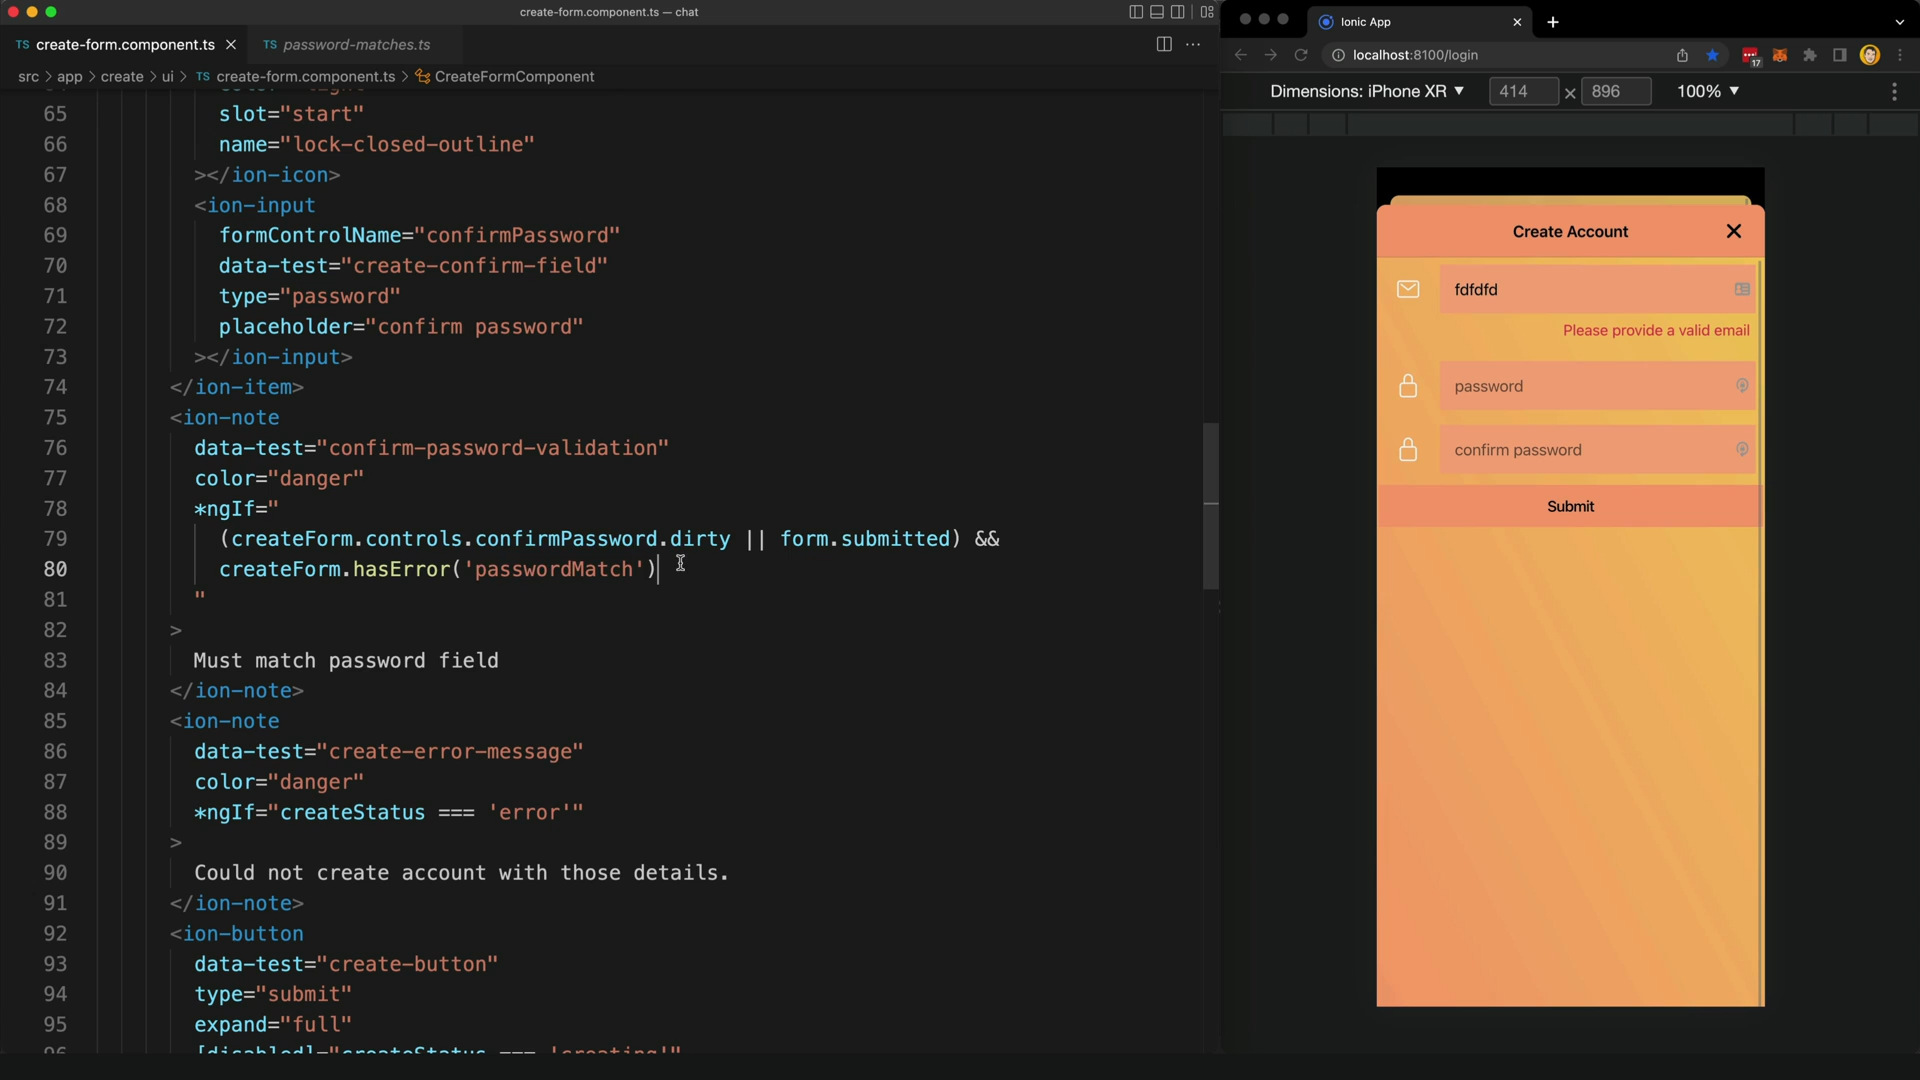 create-form.component.ts — chat
TS create-form.component.ts
TS password-matches.ts
src > app > create > ui > TS create-form.component.ts > CreateFormComponent
65 slot="start"
66 name="lock-closed-outline"
67 ></ion-icon>
68 <ion-input
69 formControlName="confirmPassword"
70 data-test="create-confirm-field"
71 type="password"
72 placeholder="confirm password"
73 ></ion-input>
74 </ion-item>
75 <ion-note
76 data-test="confirm-password-validation"
77 color="danger"
78 *ngIf="
79 (createForm.controls.confirmPassword.dirty || form.submitted) &&
80 createForm.hasError('passwordMatch')
81 "
82 >
83 Must match password field
84 </ion-note>
85 <ion-note
86 data-test="create-error-message"
87 color="danger"
88 *ngIf="createStatus === 'error'"
89 >
90 Could not create account with those details.
91 </ion-note>
92 <ion-button
93 data-test="create-button"
94 type="submit"
95 expand="full"
96 [disabled]="createStatus === 'creating'"
Ionic App
localhost:8100/login
17
Dimensions: iPhone XR ▼ 414 × 896 100% ▼
Create Account
fdfdfd
Please provide a valid email
password
confirm password
Submit